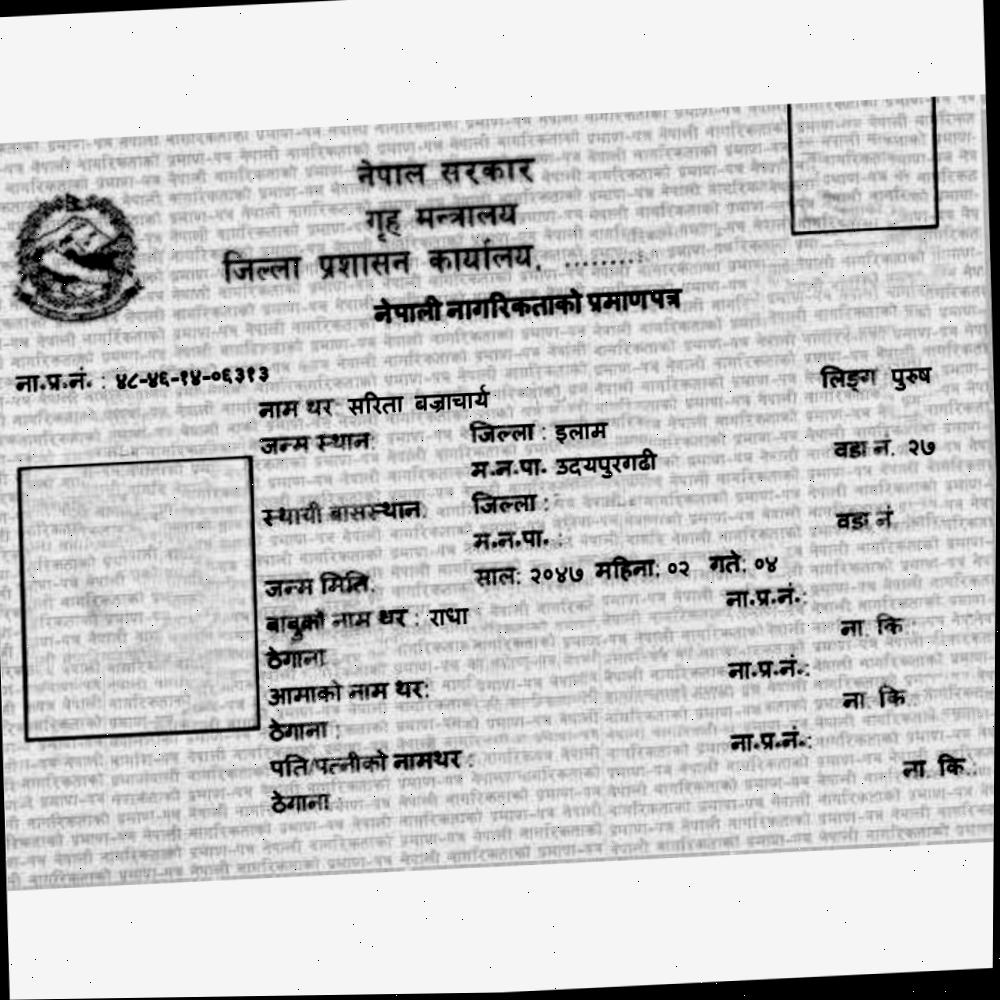 नेपाल सरकार
गृह मन्त्रालय
जिल्ला प्रशासन कार्यालय, .........
नेपाली नागरिकताको प्रमाणपत्र
ना.प्र.नं. : ४८-४६-१४-०६३१३
लिङ्ग पुरुष
नाम थर सरिता बज्राचार्य
जन्म स्थान: जिल्ला : इलाम
म.न.पा. उदयपुरगढी वडा नं. २७
स्थायी बासस्थान: जिल्ला :
म.न.पा. : वडा नं
जन्म मिति: साल: २०४७ महिना: ०२ गते: ०४
बाबुको नाम थर : राधा ना.प्र.नं.:
ठेगाना ना. कि :
आमाको नाम थर: ना.प्र.नं.:
ठेगाना : ना. कि :
पति/पत्नीको नामथर : ना.प्र.नं.:
ठेगाना : ना. कि :